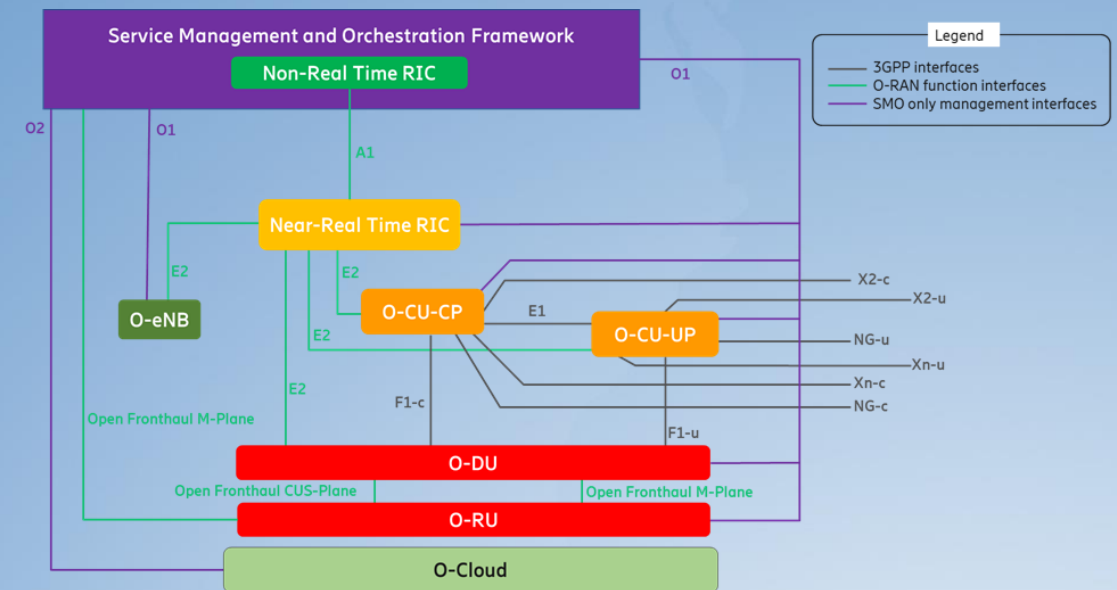 Service Management and Orchestration Framework
Non-Real Time RIC
Legend
3GPP interfaces
O-RAN function interfaces
SMO only management interfaces
O1
O2
O1
A1
Near-Real Time RIC
E2
E2
O-eNB
O-CU-CP
E1
O-CU-UP
X2-c
X2-u
NG-u
Xn-u
Xn-c
NG-c
E2
E2
F1-c
F1-u
Open Fronthaul M-Plane
O-DU
Open Fronthaul CUS-Plane
Open Fronthaul M-Plane
O-RU
O-Cloud